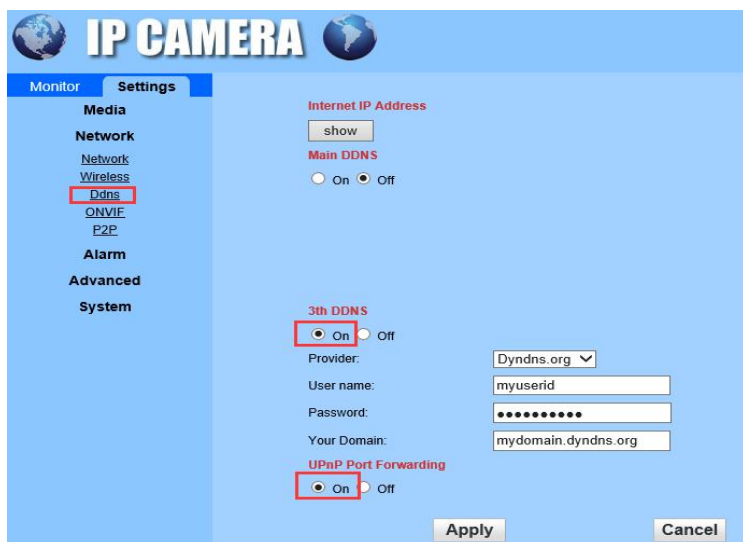 IP CAMERA
Monitor Settings
Media
Network
Network
Wireless
Ddns
ONVIF
P2P
Alarm
Advanced
System
Internet IP Address
show
Main DDNS
On Off
3th DDNS
On Off
Provider: Dyndns.org
User name: myuserid
Password: ●●●●●●●●●●
Your Domain: mydomain.dyndns.org
UPnP Port Forwarding
On Off
Apply Cancel